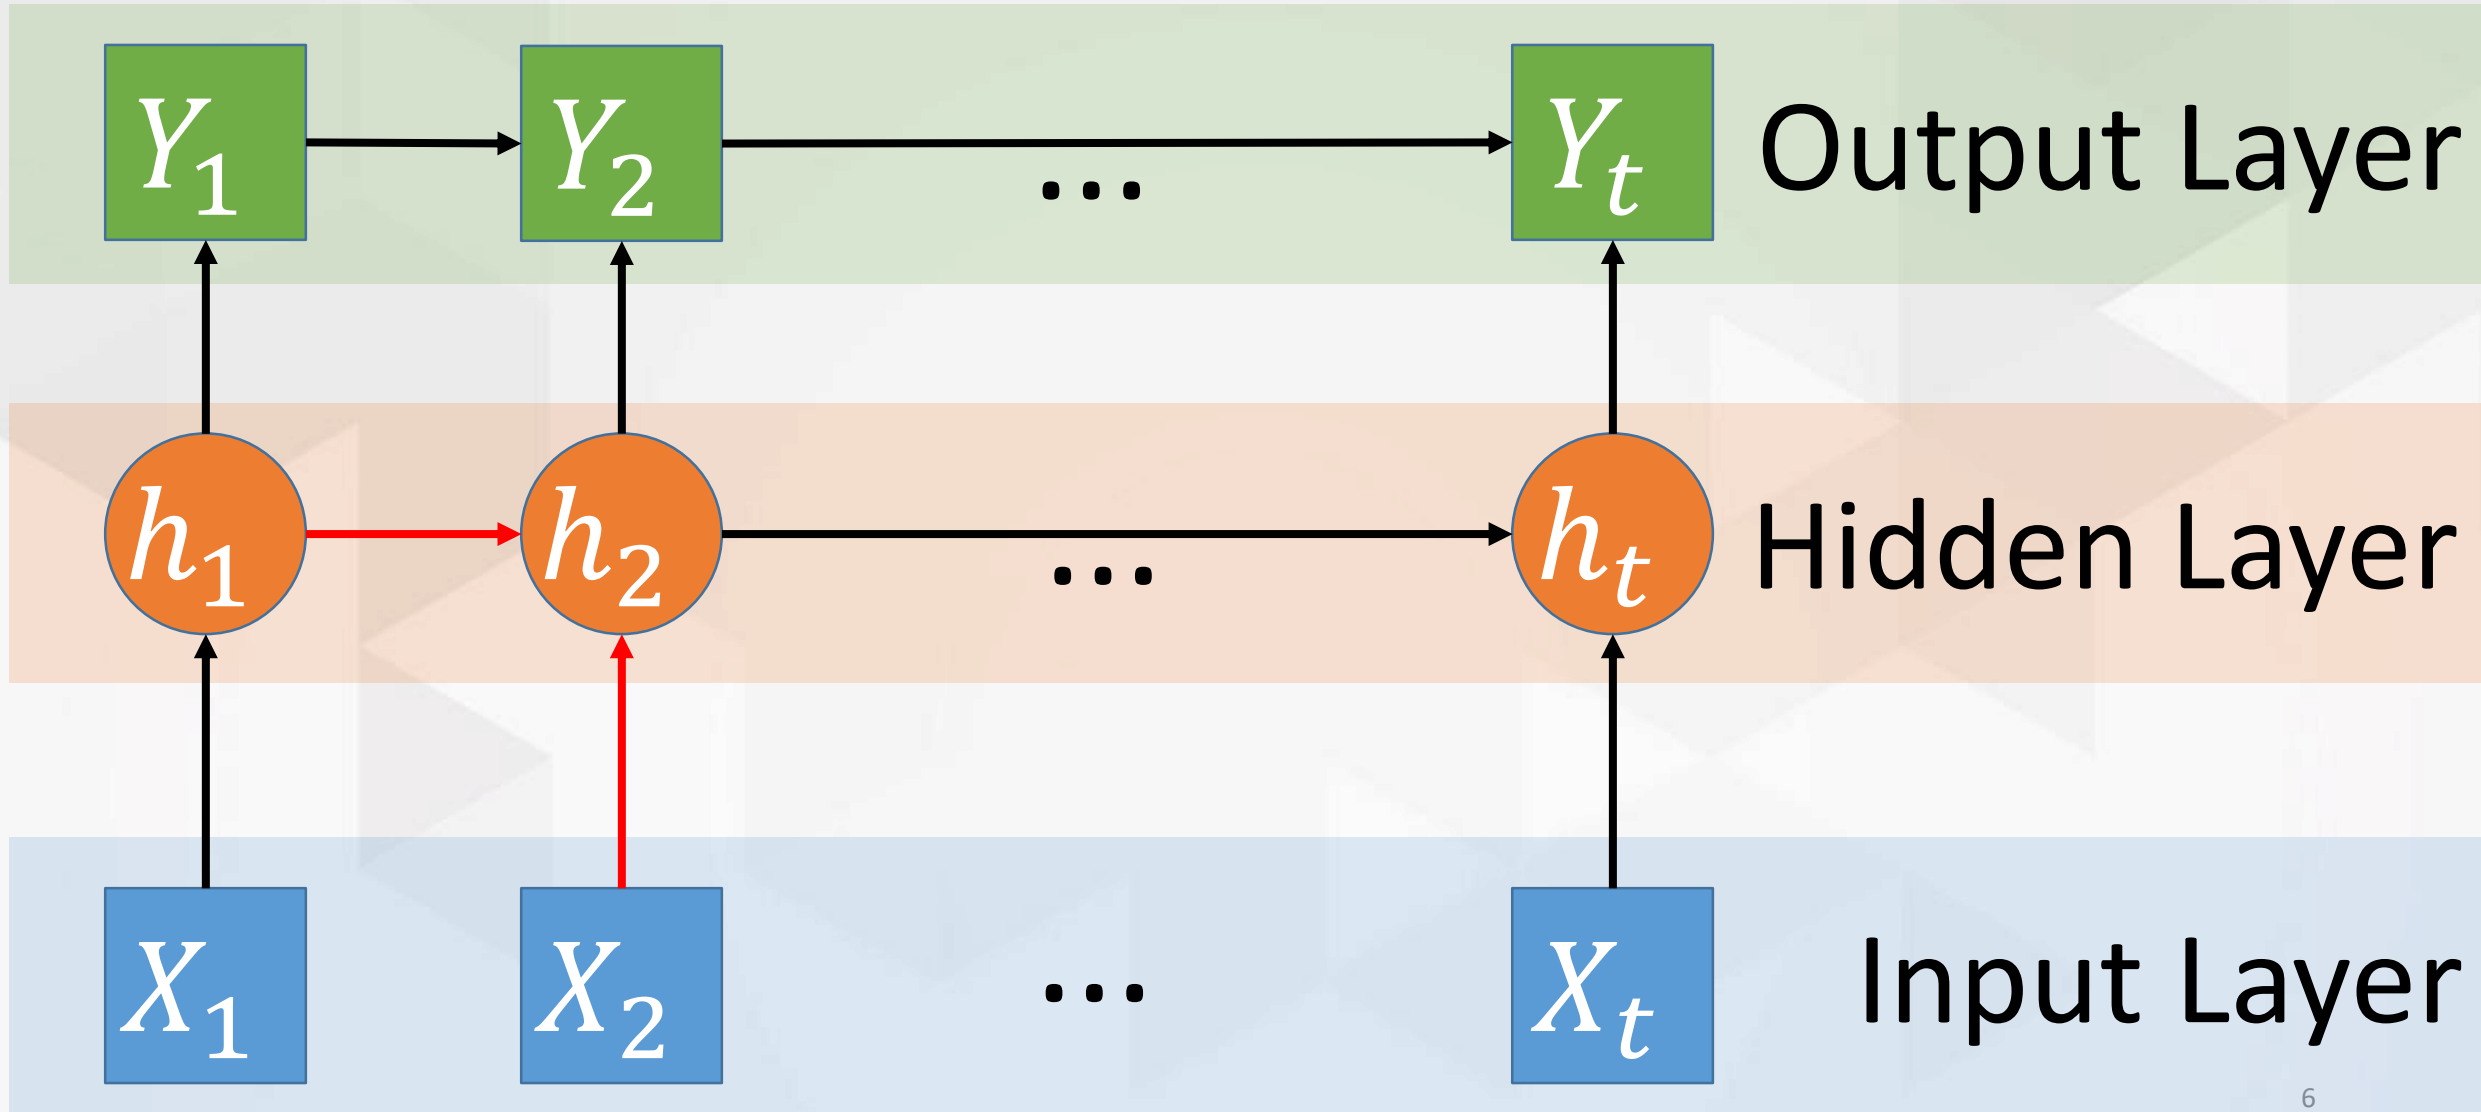 Y₁ Y₂ ... Yₜ Output Layer
h₁ h₂ ... hₜ Hidden Layer
X₁ X₂ ... Xₜ Input Layer
6